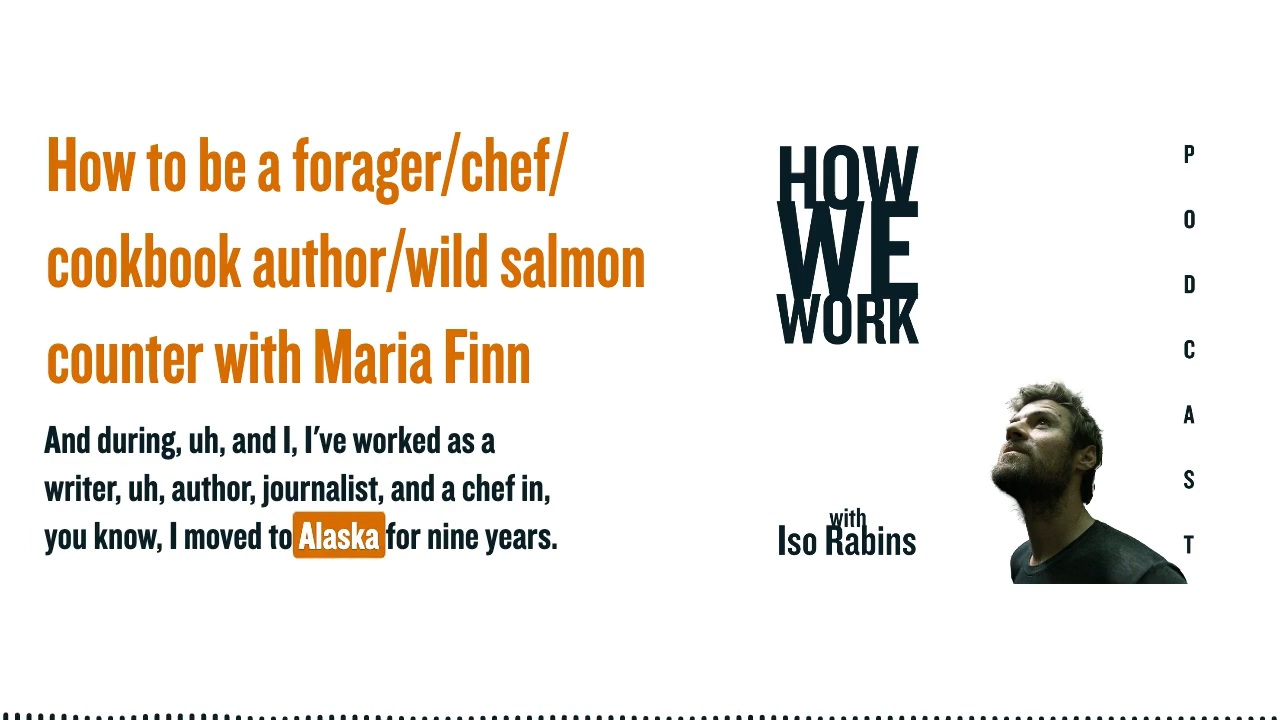 How to be a forager/chef/
cookbook author/wild salmon
counter with Maria Finn
And during, uh, and I, I've worked as a
writer, uh, author, journalist, and a chef in,
you know, I moved to Alaska for nine years.
HOW
WE
WORK
with
Iso Rabins
P
O
D
C
A
S
T